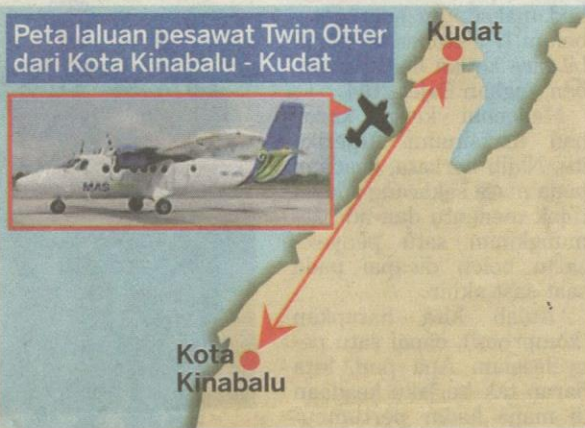 Peta laluan pesawat Twin Otter
dari Kota Kinabalu - Kudat
Kudat
MAS
Kota
Kinabalu